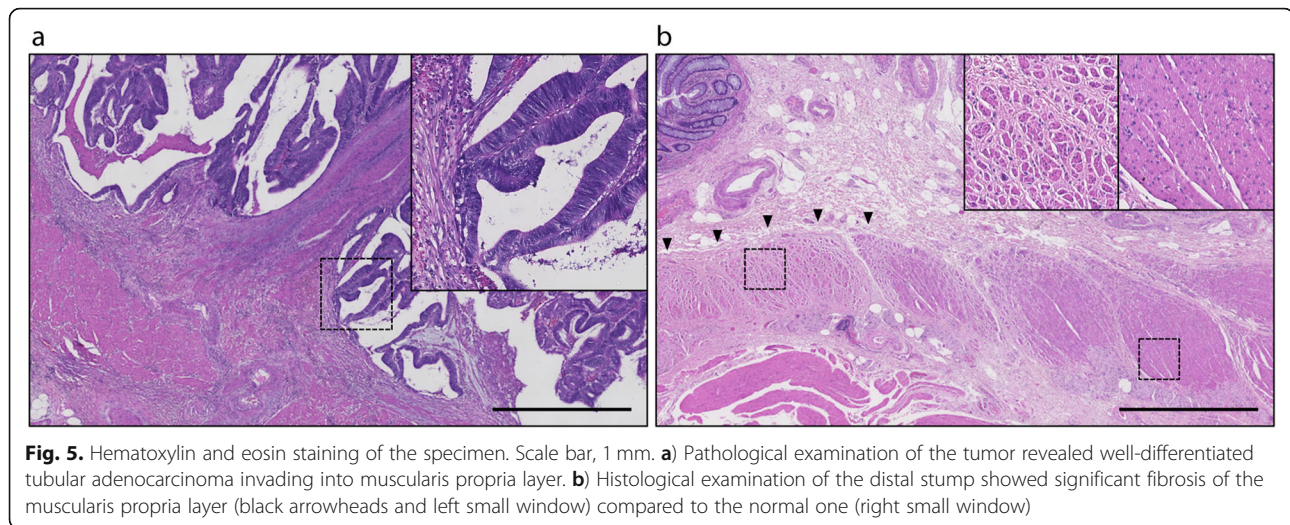 a
b
Fig. 5. Hematoxylin and eosin staining of the specimen. Scale bar, 1 mm. a) Pathological examination of the tumor revealed well-differentiated
tubular adenocarcinoma invading into muscularis propria layer. b) Histological examination of the distal stump showed significant fibrosis of the
muscularis propria layer (black arrowheads and left small window) compared to the normal one (right small window)